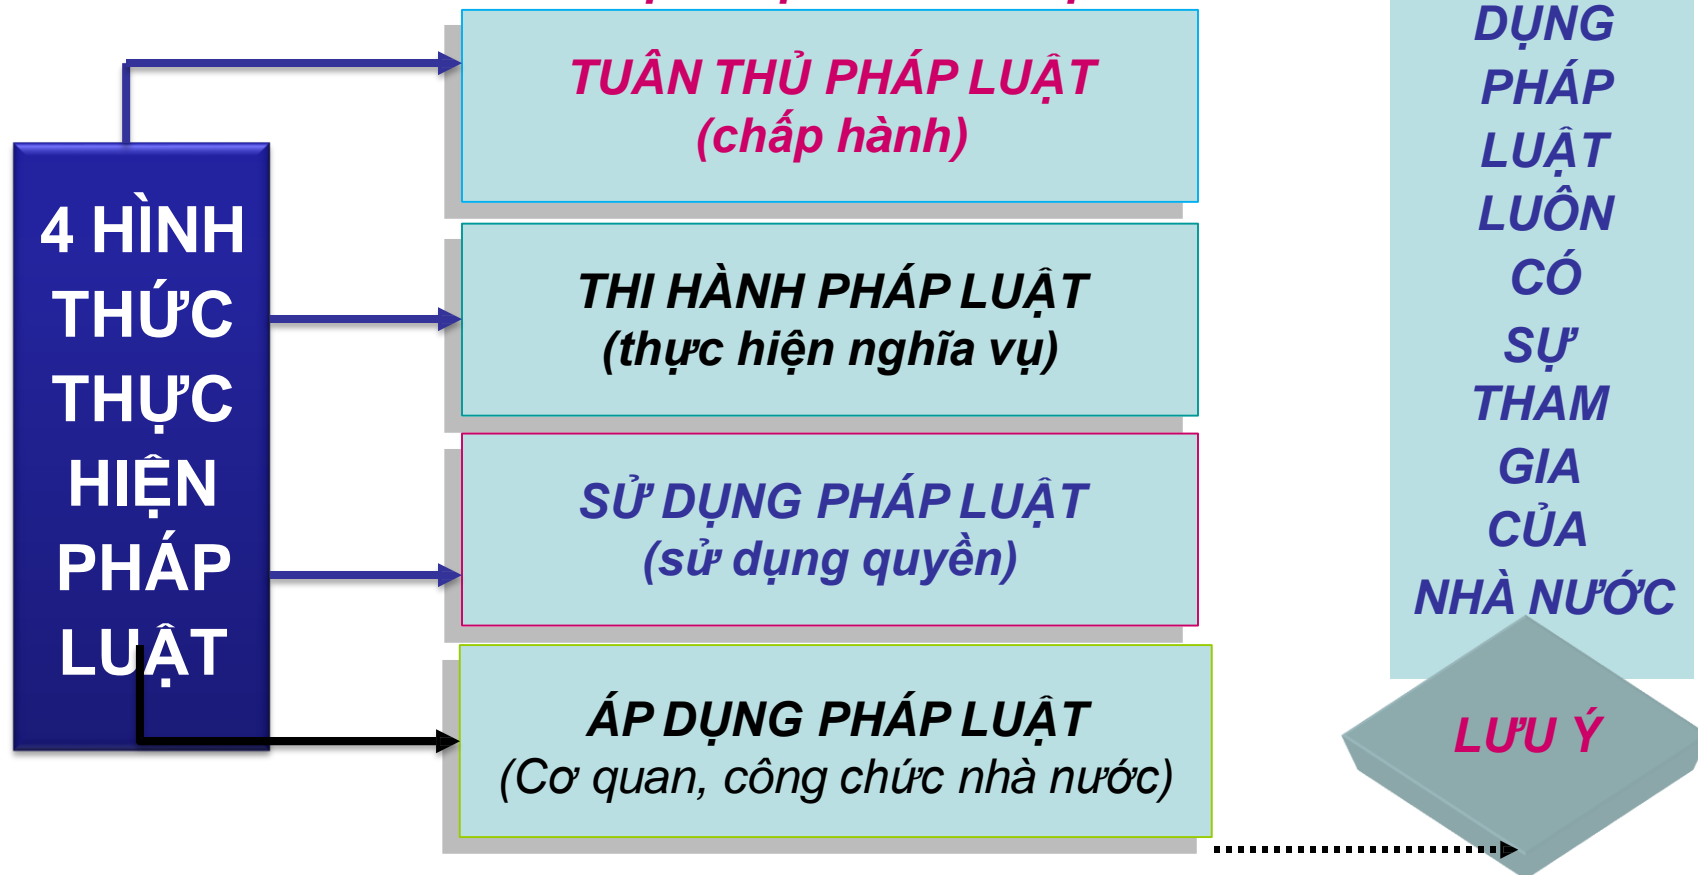 4 HÌNH
THỨC
THỰC
HIỆN
PHÁP
LUẬT
TUÂN THỦ PHÁP LUẬT
(chấp hành)
THI HÀNH PHÁP LUẬT
(thực hiện nghĩa vụ)
SỬ DỤNG PHÁP LUẬT
(sử dụng quyền)
ÁP DỤNG PHÁP LUẬT
(Cơ quan, công chức nhà nước)
DỤNG
PHÁP
LUẬT
LUÔN
CÓ
SỰ
THAM
GIA
CỦA
NHÀ NƯỚC
LƯU Ý